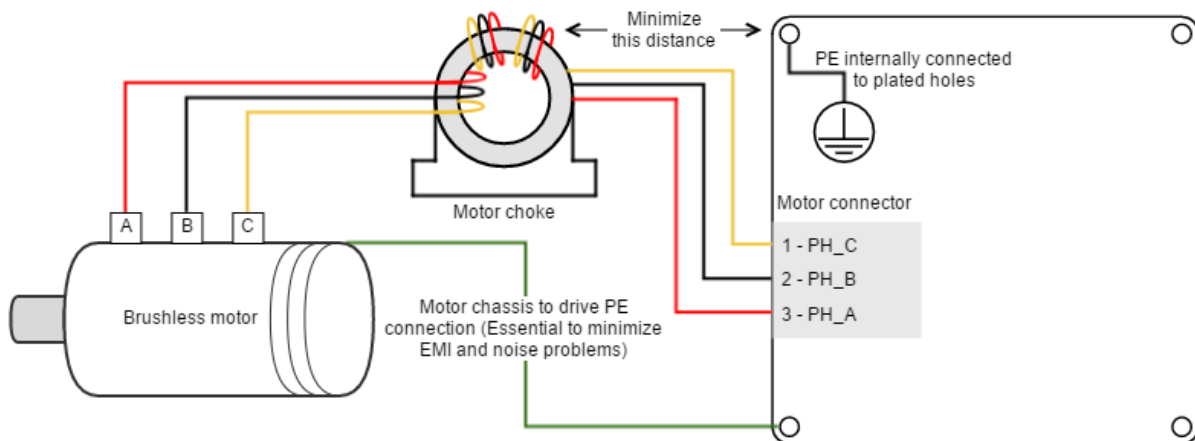 Minimize
this distance
PE internally connected
to plated holes
Motor choke
Motor connector
A
B
C
1 - PH_C
2 - PH_B
3 - PH_A
Brushless motor
Motor chassis to drive PE
connection (Essential to minimize
EMI and noise problems)